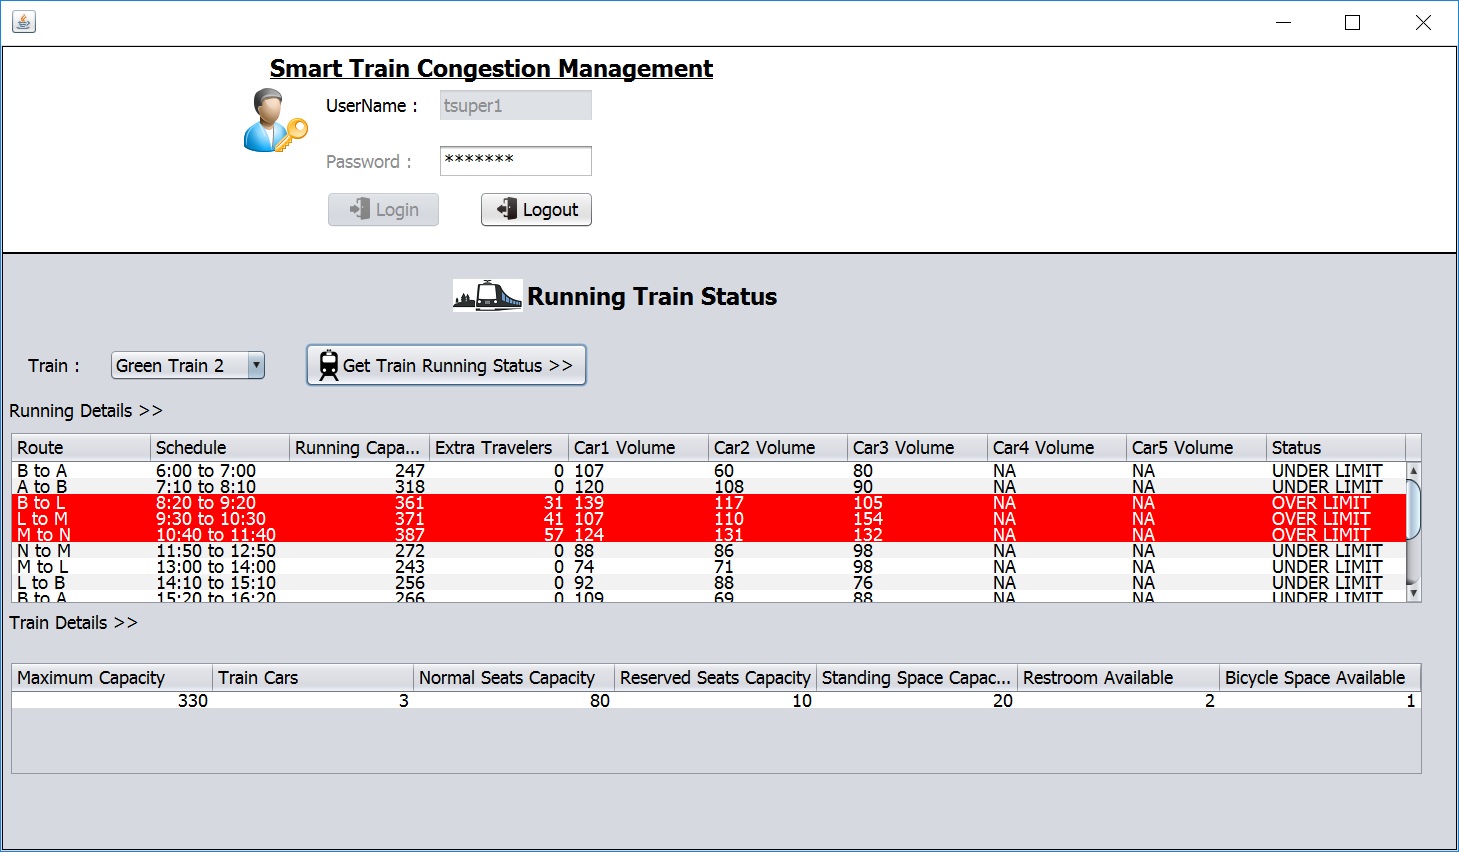 Smart Train Congestion Management
UserName : tsuper1
Password : *******
Login Logout
Running Train Status
Train : Green Train 2 Get Train Running Status >>
Running Details >>
Route Schedule Running Capa... Extra Travelers Car1 Volume Car2 Volume Car3 Volume Car4 Volume Car5 Volume Status
B to A 6:00 to 7:00 247 0 107 60 80 NA NA UNDER LIMIT
A to B 7:10 to 8:10 318 0 120 108 90 NA NA UNDER LIMIT
B to L 8:20 to 9:20 361 31 139 117 105 NA NA OVER LIMIT
L to M 9:30 to 10:30 371 41 107 110 154 NA NA OVER LIMIT
M to N 10:40 to 11:40 387 57 124 131 132 NA NA OVER LIMIT
N to M 11:50 to 12:50 272 0 88 86 98 NA NA UNDER LIMIT
M to L 13:00 to 14:00 243 0 74 71 98 NA NA UNDER LIMIT
L to B 14:10 to 15:10 256 0 92 88 76 NA NA UNDER LIMIT
B to A 15:20 to 16:20 266 0 109 69 88 NA NA UNDER LIMIT
Train Details >>
Maximum Capacity Train Cars Normal Seats Capacity Reserved Seats Capacity Standing Space Capac... Restroom Available Bicycle Space Available
330 3 80 10 20 2 1